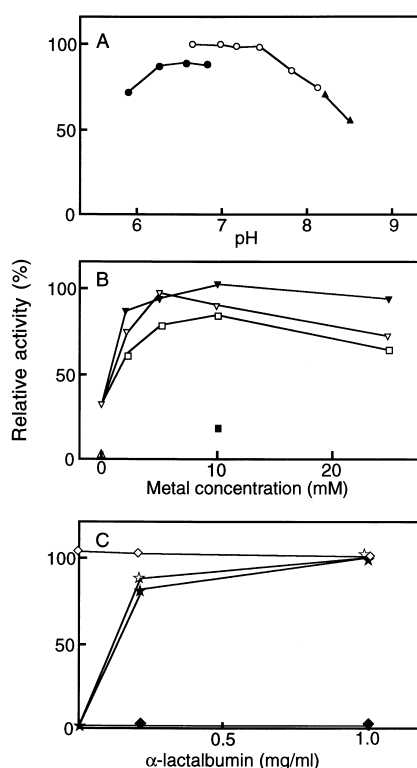 A
100
50
0
6 7 8 9
pH
Relative activity (%)
B
100
50
0
0 10 20
Metal concentration (mM)
C
100
50
0
0.5 1.0
α-lactalbumin (mg/ml)